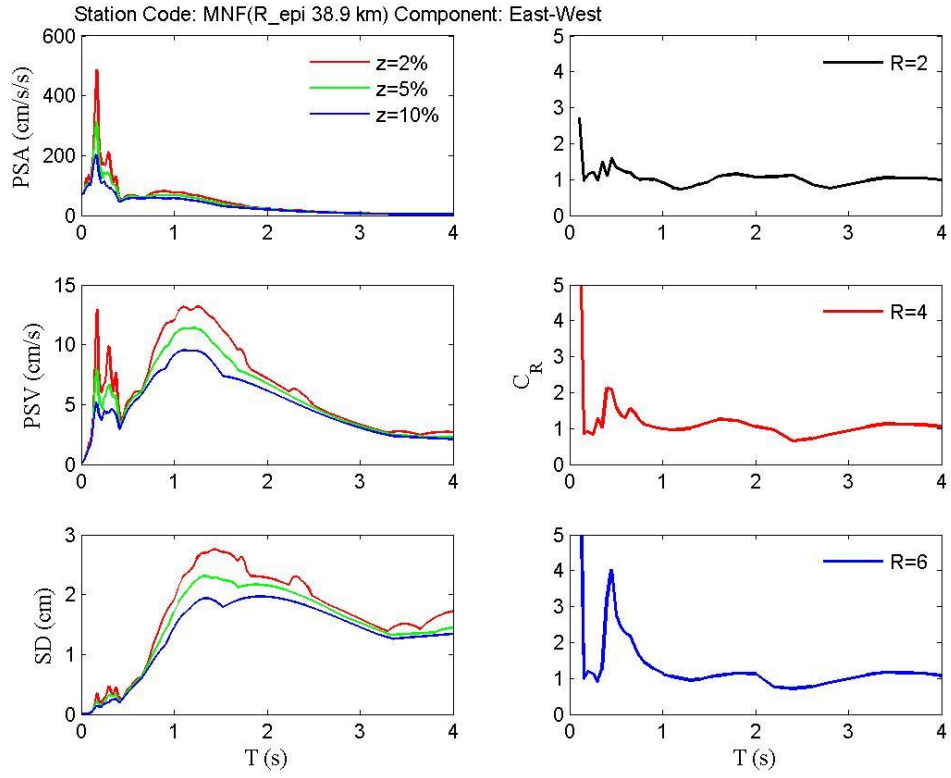 Station Code: MNF(R_epi 38.9 km) Component: East-West
PSA (cm/s/s)
600
400
200
0
0 1 2 3 4
z=2%
z=5%
z=10%
5
4
3
2
1
0
0 1 2 3 4
R=2
PSV (cm/s)
15
10
5
0
0 1 2 3 4
C_R
5
4
3
2
1
0
0 1 2 3 4
R=4
SD (cm)
3
2
1
0
0 1 2 3 4
T (s)
5
4
3
2
1
0
0 1 2 3 4
R=6
T (s)